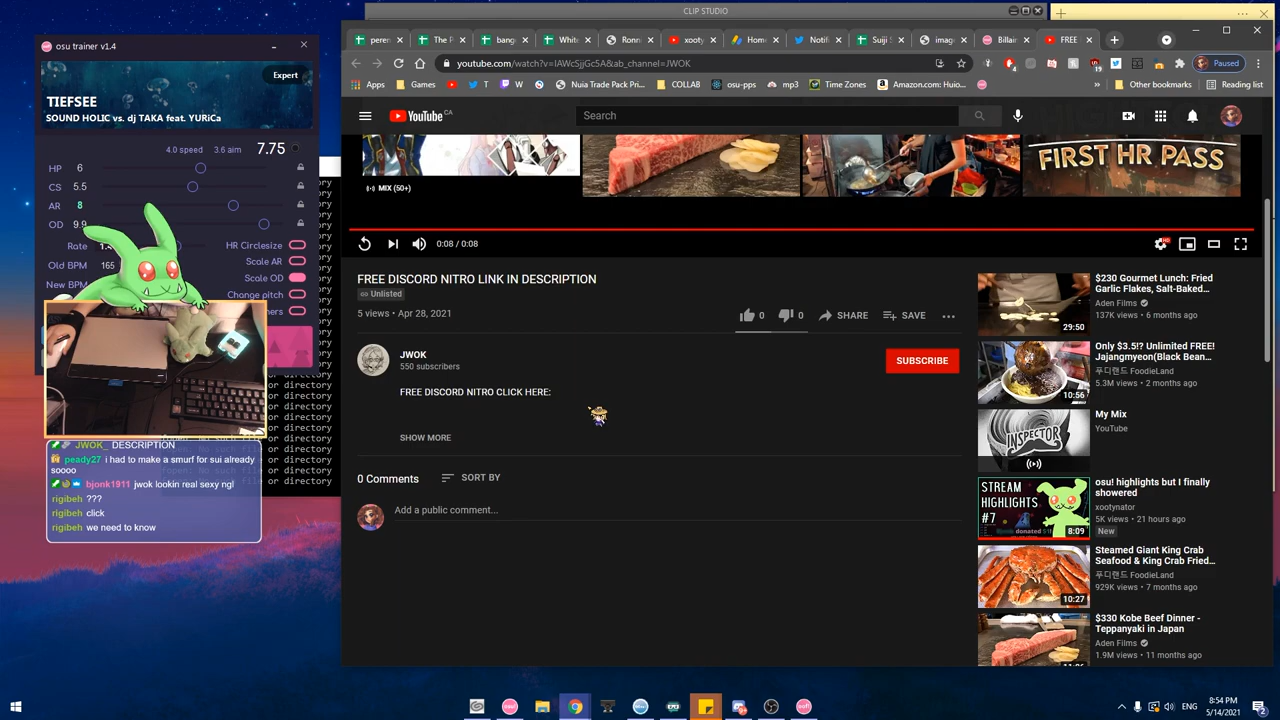 CLIP STUDIO
osu trainer v1.4
Expert
TIEFSEE
SOUND HOLIC vs. dj TAKA feat. YURiCa
4.0 speed 3.6 aim 7.75
HP 6
CS 5.5
AR 8
OD 9.9
Rate
HR Circlesize
Scale AR
Old BPM 165
Scale OD
New BPM
Change pitch
JWOK_ DESCRIPTION
peady27 i had to make a smurf for sui already
soooo
bjonk1911 jwok lookin real sexy ngl
rigibeh ???
rigibeh click
rigibeh we need to know
or directory
youtube.com/watch?v=IAWcSjjGc5A&ab_channel=JWOK
Paused
Apps
Games
YouTube
T
Nuia Trade Pack Pri...
COLLAB
osu-pps
mp3
Time Zones
Amazon.com: Huio...
Other bookmarks
Reading list
YouTube CA
Search
MIX (50+)
FIRST HR PASS
0:08 / 0:08
FREE DISCORD NITRO LINK IN DESCRIPTION
Unlisted
5 views • Apr 28, 2021
0 0 SHARE SAVE
JWOK
550 subscribers
SUBSCRIBE
FREE DISCORD NITRO CLICK HERE:
SHOW MORE
0 Comments SORT BY
Add a public comment...
$230 Gourmet Lunch: Fried
Garlic Flakes, Salt-Baked...
Aden Films
137K views • 6 months ago
29:50
Only $3.5!? Unlimited FREE!
Jajangmyeon(Black Bean...
푸디랜드 FoodieLand
5.3M views • 2 months ago
10:56
My Mix
YouTube
INSPECTOR
osu! highlights but I finally
showered
xootynator
5K views • 21 hours ago
New
STREAM
HIGHLIGHTS
#7
8:09
Steamed Giant King Crab
Seafood & King Crab Fried...
푸디랜드 FoodieLand
929K views • 7 months ago
10:27
$330 Kobe Beef Dinner -
Teppanyaki in Japan
Aden Films
1.9M views • 11 months ago
ENG
8:54 PM
5/14/2021